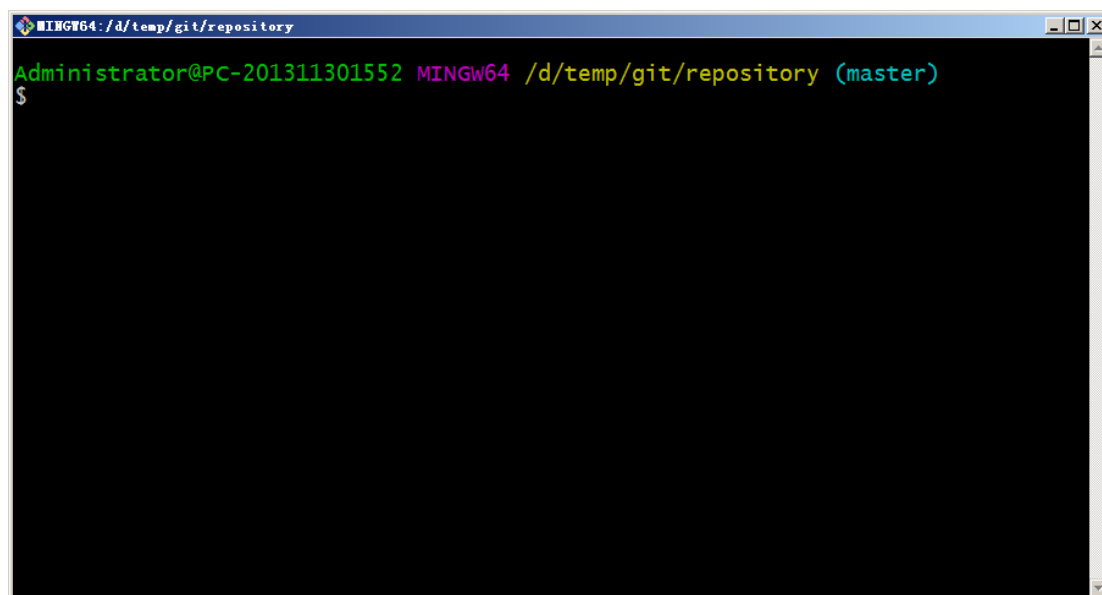 MINGW64:/d/temp/git/repository
Administrator@PC-201311301552 MINGW64 /d/temp/git/repository (master)
$